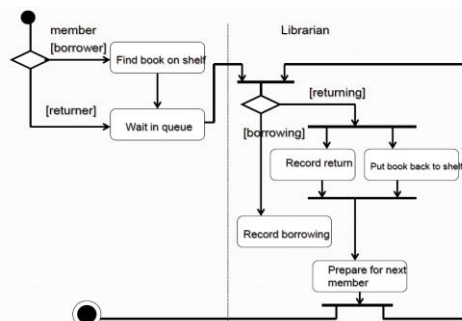 member
Librarian
[borrower]
Find book on shelf
[returner]
Wait in queue
[returning]
[borrowing]
Record return
Put book back to shelf
Record borrowing
Prepare for next
member